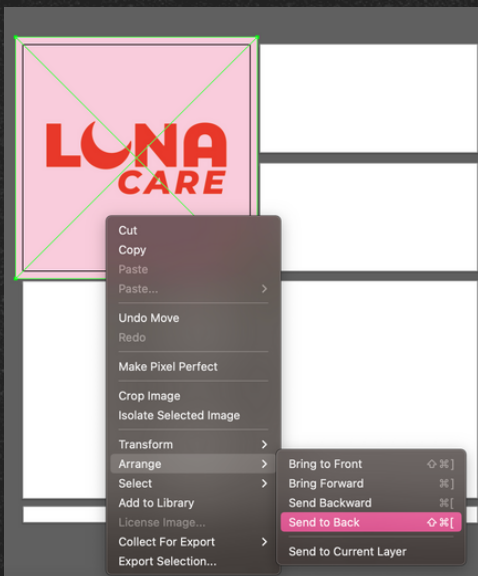 LUNA
CARE
Cut
Copy
Paste
Paste...
Undo Move
Redo
Make Pixel Perfect
Crop Image
Isolate Selected Image
Transform
Arrange
Select
Add to Library
License Image...
Collect For Export
Export Selection...
Bring to Front ⇧⌘]
Bring Forward ⌘]
Send Backward ⌘[
Send to Back ⇧⌘[
Send to Current Layer